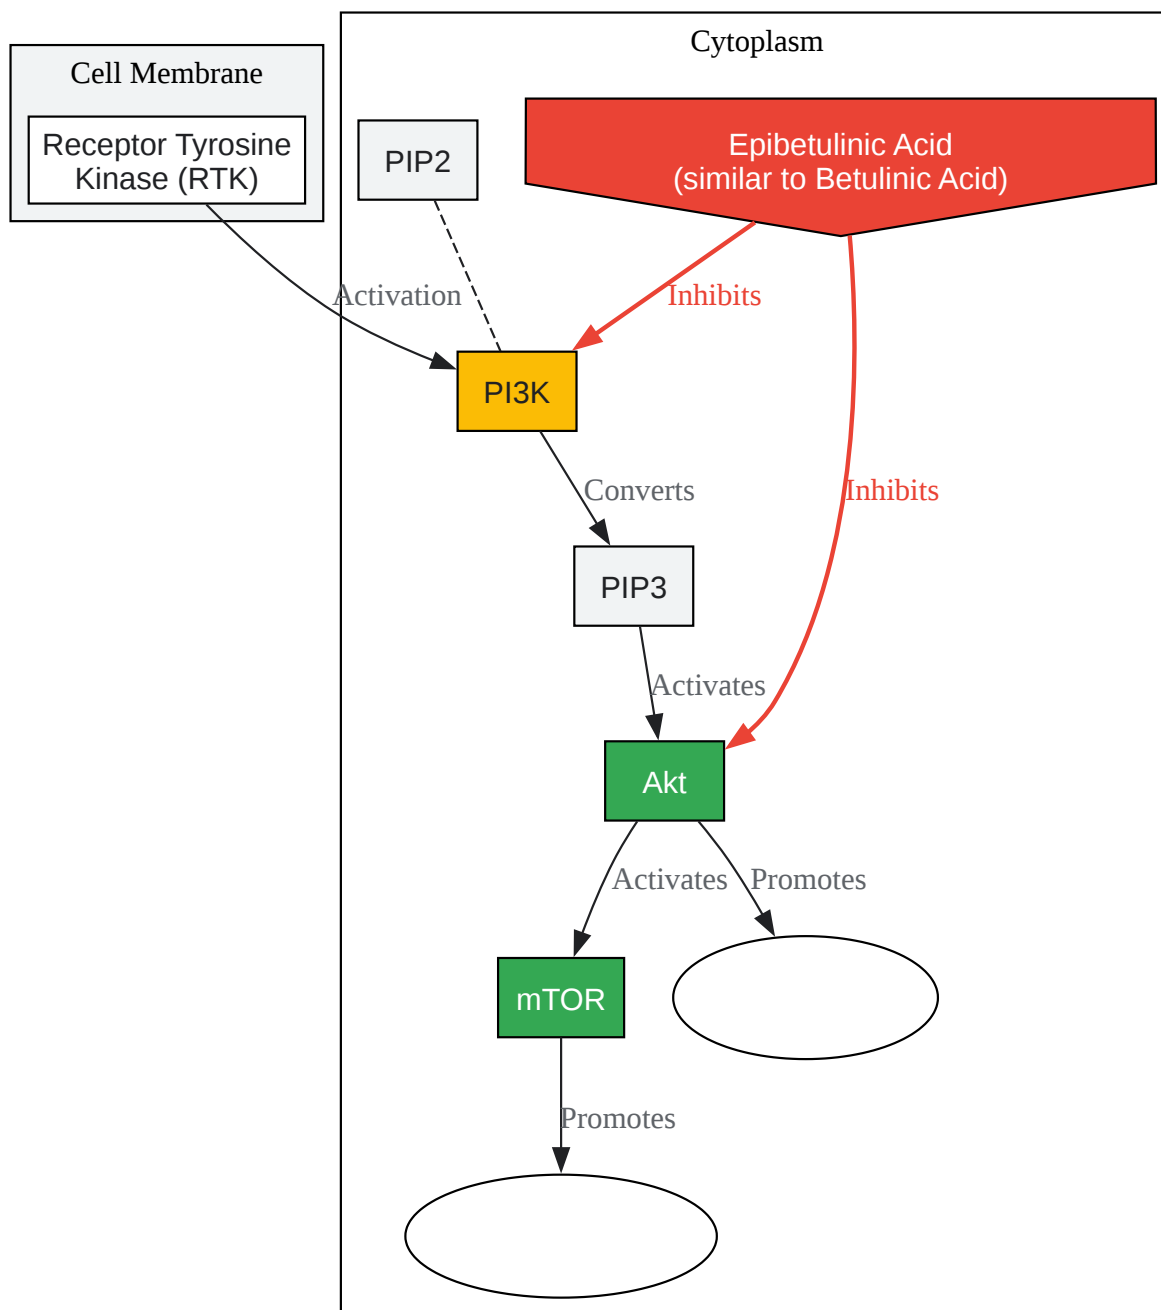 Cytoplasm
Cell Membrane
Receptor Tyrosine
Kinase (RTK)
PIP2
Epibetulinic Acid
(similar to Betulinic Acid)
Activation
Inhibits
PI3K
Converts
Inhibits
PIP3
Activates
Akt
Activates
Promotes
mTOR
Promotes